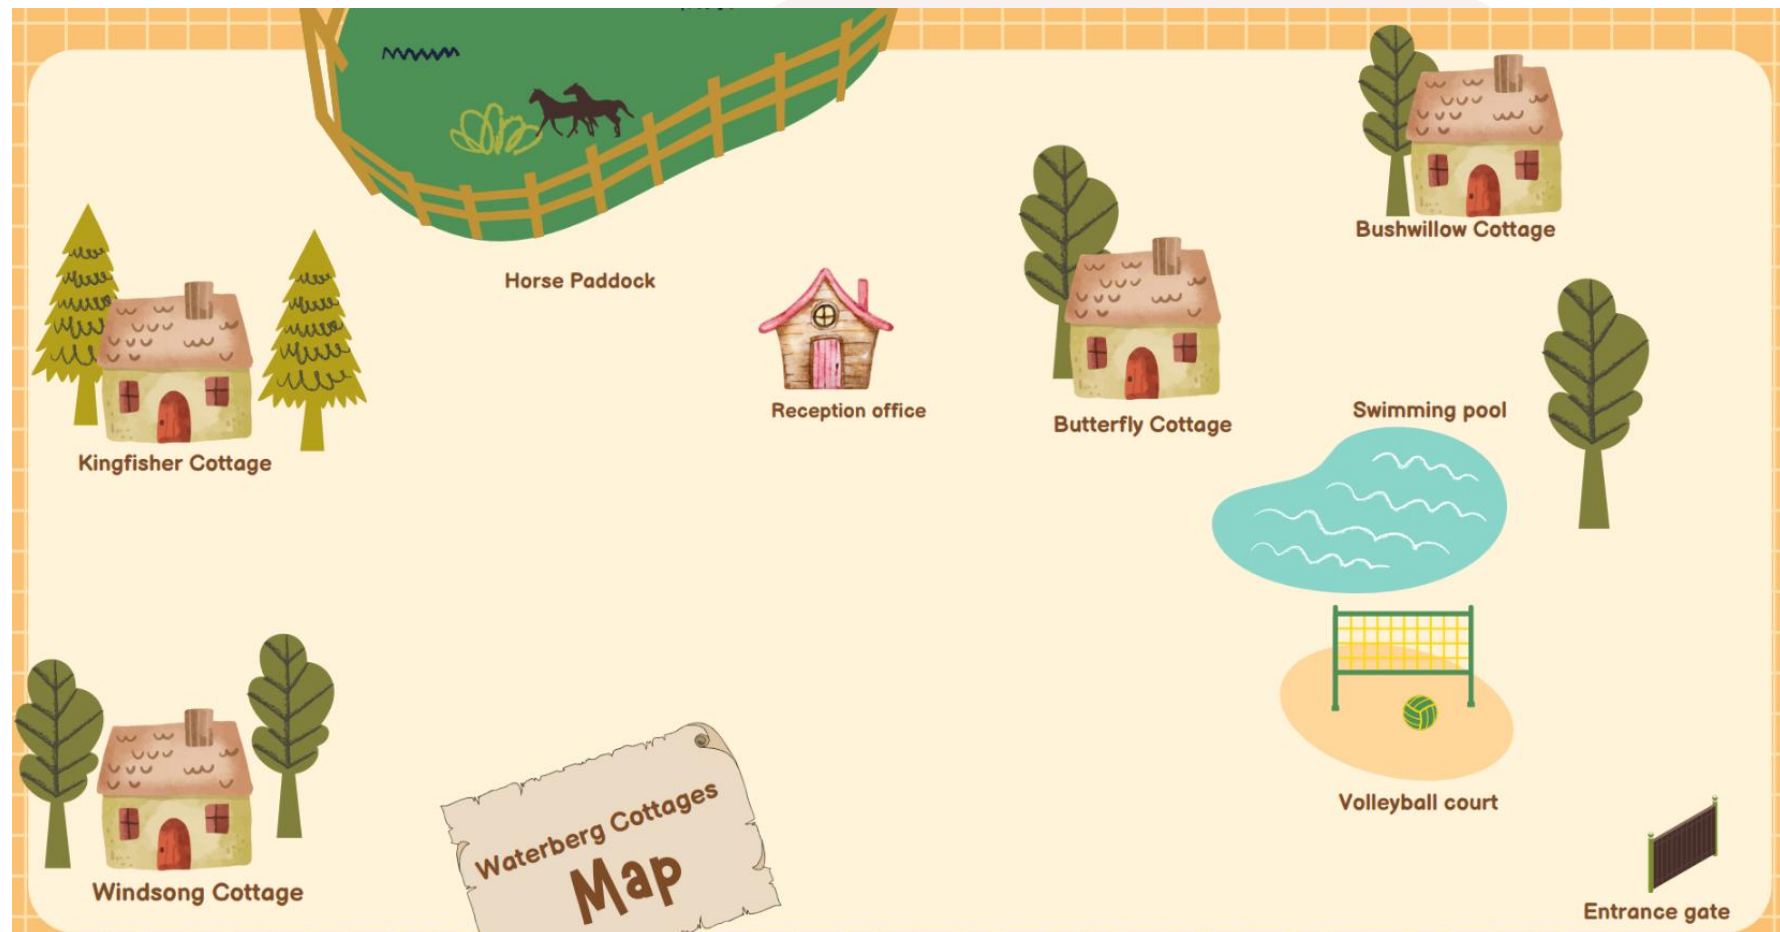 Bushwillow Cottage
Horse Paddock
Reception office
Swimming pool
Butterfly Cottage
Kingfisher Cottage
Volleyball court
Waterberg Cottages
Map
Windsong Cottage
Entrance gate